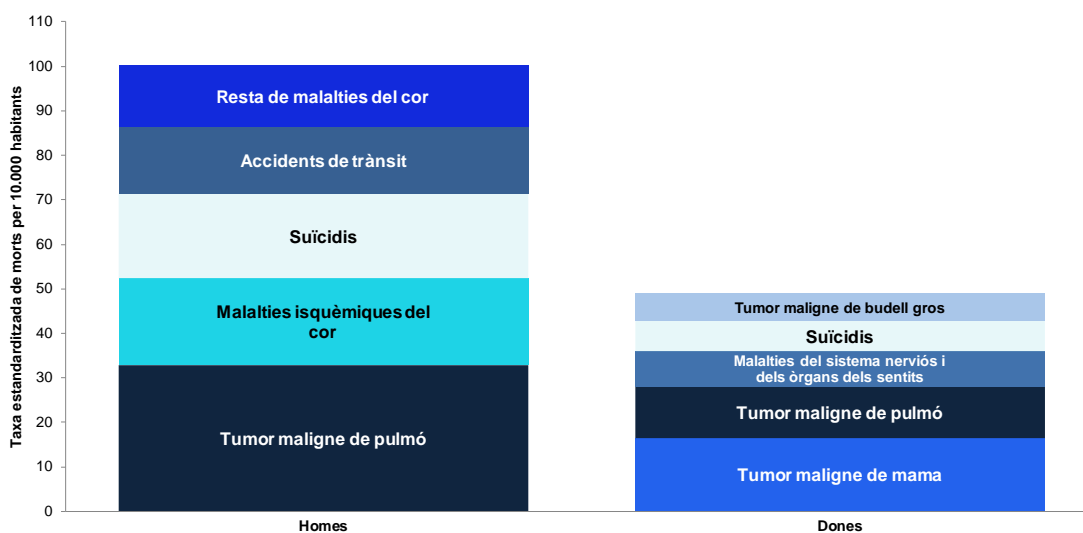 Taxa estandarditzada de morts per 10.000 habitants
110
100
90
80
70
60
50
40
30
20
10
0
Resta de malalties del cor
Accidents de trànsit
Suïcidis
Malalties isquèmiques del
cor
Tumor maligne de pulmó
Homes
Tumor maligne de budell gros
Suïcidis
Malalties del sistema nerviós i
dels òrgans dels sentits
Tumor maligne de pulmó
Tumor maligne de mama
Dones